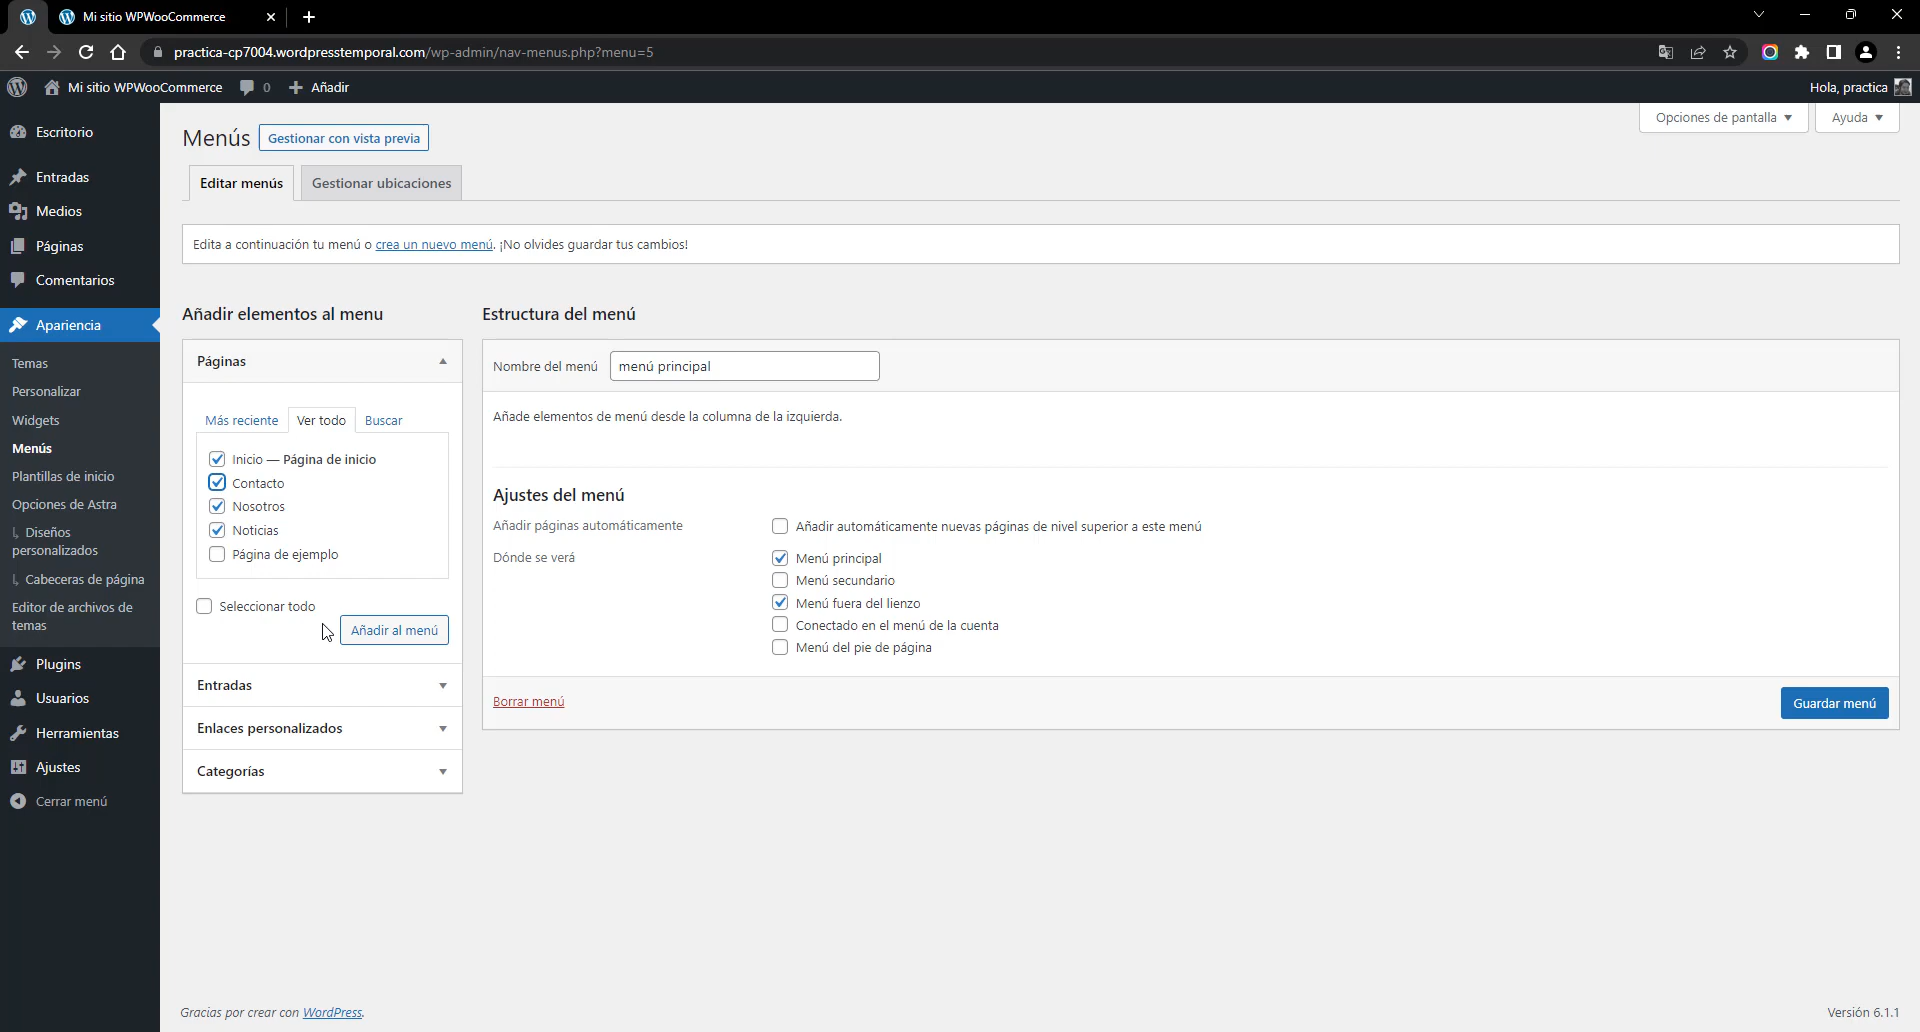 Mi sitio WPWooCommerce
practica-cp7004.wordpresstemporal.com/wp-admin/nav-menus.php?menu=5
Mi sitio WPWooCommerce 0 Añadir
Hola, practica
Escritorio
Entradas
Medios
Páginas
Comentarios
Apariencia
Temas
Personalizar
Widgets
Menús
Plantillas de inicio
Opciones de Astra
Diseños
personalizados
Cabeceras de página
Editor de archivos de
temas
Plugins
Usuarios
Herramientas
Ajustes
Cerrar menú
Opciones de pantalla
Ayuda
Menús
Gestionar con vista previa
Editar menús
Gestionar ubicaciones
Edita a continuación tu menú o crea un nuevo menú. ¡No olvides guardar tus cambios!
Añadir elementos al menu
Páginas
Más reciente
Ver todo
Buscar
Inicio — Página de inicio
Contacto
Nosotros
Noticias
Página de ejemplo
Seleccionar todo
Añadir al menú
Entradas
Enlaces personalizados
Categorías
Estructura del menú
Nombre del menú
menú principal
Añade elementos de menú desde la columna de la izquierda.
Ajustes del menú
Añadir páginas automáticamente
Añadir automáticamente nuevas páginas de nivel superior a este menú
Dónde se verá
Menú principal
Menú secundario
Menú fuera del lienzo
Conectado en el menú de la cuenta
Menú del pie de página
Borrar menú
Guardar menú
Gracias por crear con WordPress.
Versión 6.1.1